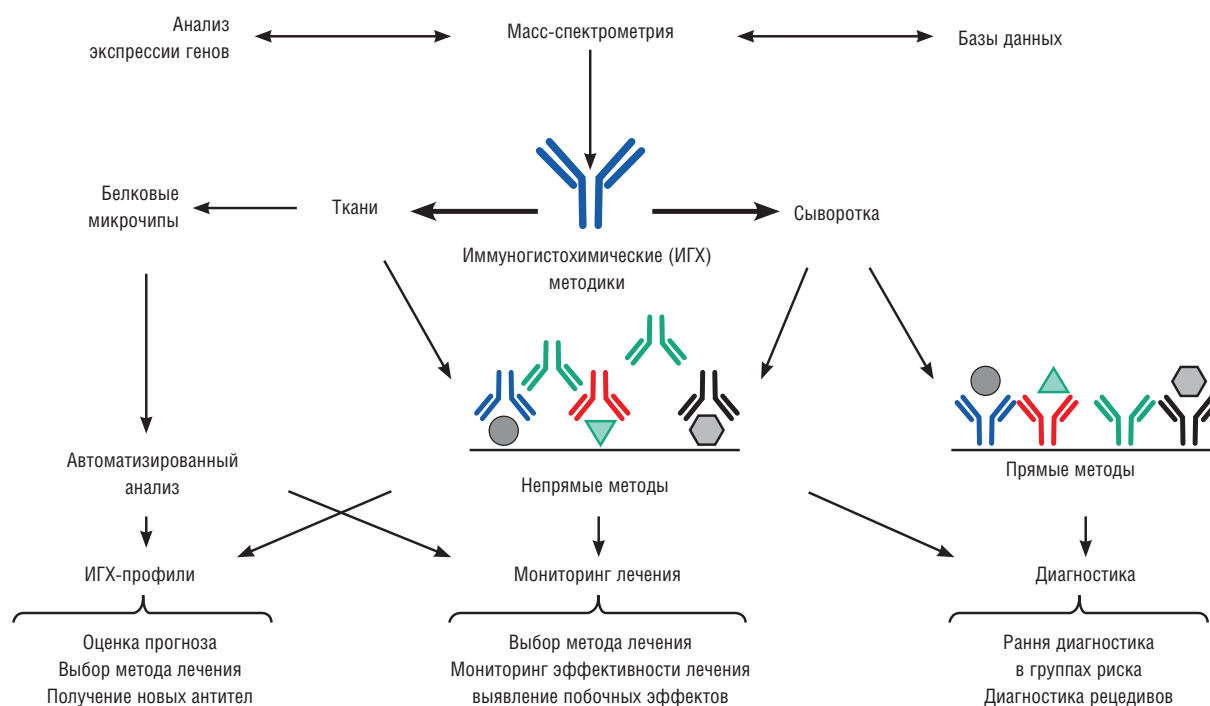 Анализ
экспрессии генов
Масс-спектрометрия
Базы данных
Белковые
микрочипы
Ткани
Сыворотка
Иммуногистохимические (ИГХ)
методики
Автоматизированный
анализ
Непрямые методы
Прямые методы
ИГХ-профили
Мониторинг лечения
Диагностика
Оценка прогноза
Выбор метода лечения
Получение новых антител
Выбор метода лечения
Мониторинг эффективности лечения
выявление побочных эффектов
Рання диагностика
в группах риска
Диагностика рецедивов